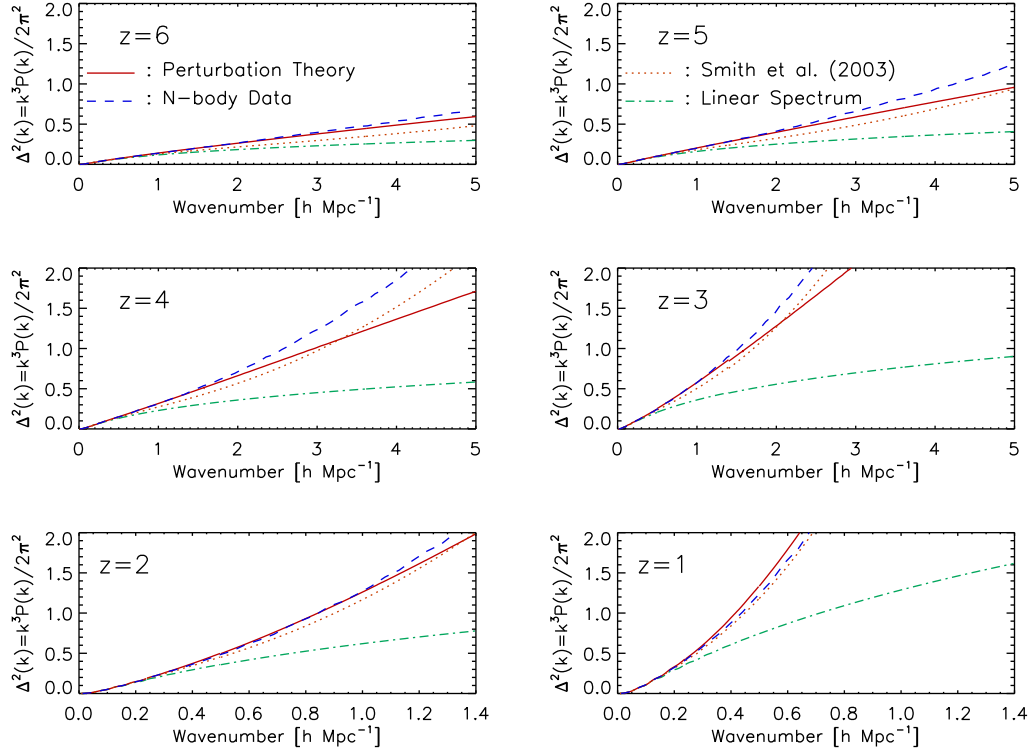 Δ²(k)=k³P(k)/2π²
2.0
1.5
1.0
0.5
0.0
z=6
: Perturbation Theory
: N-body Data
0 1 2 3 4 5
Wavenumber [h Mpc⁻¹]
Δ²(k)=k³P(k)/2π²
2.0
1.5
1.0
0.5
0.0
z=5
: Smith et al. (2003)
: Linear Spectrum
0 1 2 3 4 5
Wavenumber [h Mpc⁻¹]
Δ²(k)=k³P(k)/2π²
2.0
1.5
1.0
0.5
0.0
z=4
0 1 2 3 4 5
Wavenumber [h Mpc⁻¹]
Δ²(k)=k³P(k)/2π²
2.0
1.5
1.0
0.5
0.0
z=3
0 1 2 3 4 5
Wavenumber [h Mpc⁻¹]
Δ²(k)=k³P(k)/2π²
2.0
1.5
1.0
0.5
0.0
z=2
0.0 0.2 0.4 0.6 0.8 1.0 1.2 1.4
Wavenumber [h Mpc⁻¹]
Δ²(k)=k³P(k)/2π²
2.0
1.5
1.0
0.5
0.0
z=1
0.0 0.2 0.4 0.6 0.8 1.0 1.2 1.4
Wavenumber [h Mpc⁻¹]